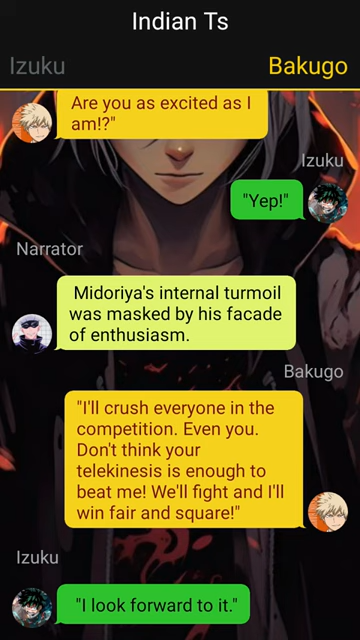 Indian Ts
Izuku
Bakugo
Are you as excited as I
am!?"
Izuku
"Yep!"
Narrator
Midoriya's internal turmoil
was masked by his facade
of enthusiasm.
Bakugo
"I'll crush everyone in the
competition. Even you.
Don't think your
telekinesis is enough to
beat me! We'll fight and I'll
win fair and square!"
Izuku
"I look forward to it."